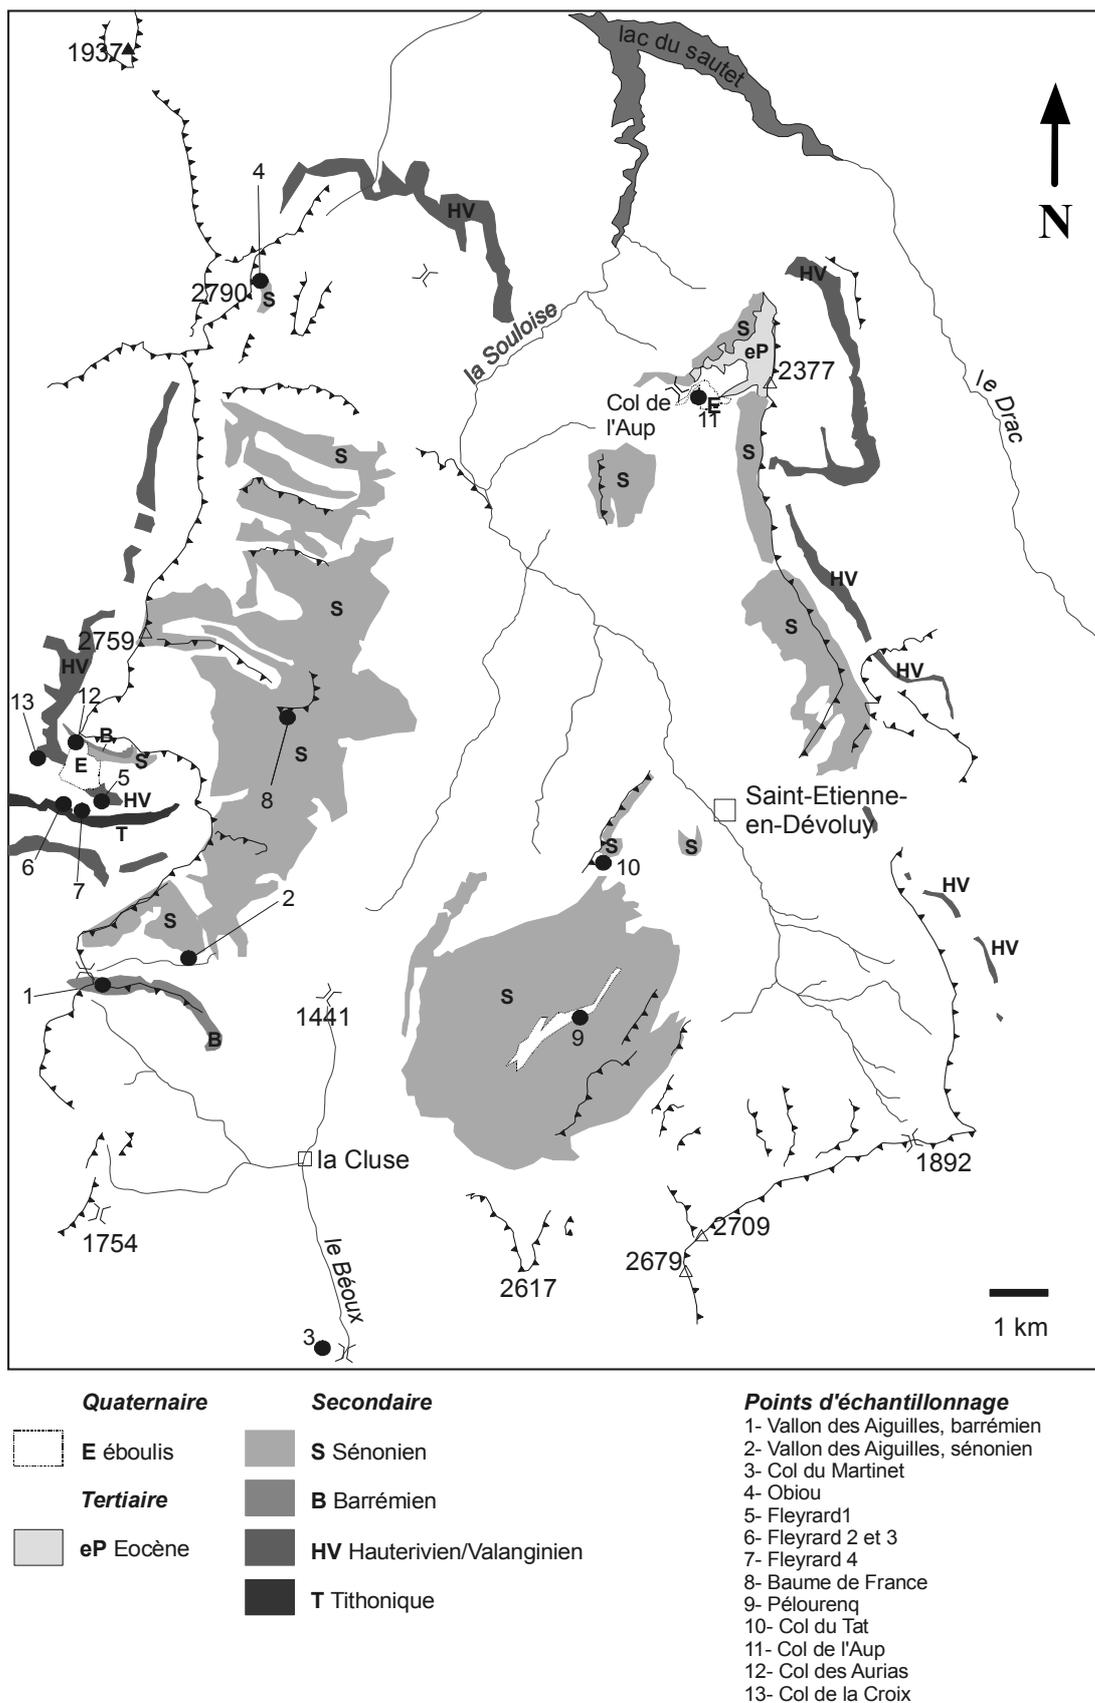 1937
lac du sautet
4
N
HV
HV
2790
S
la Souloise
S
eP
2377
le Drac
Col de
l'Aup
E
11
S
S
S
HV
S
S
2759
HV
HV
13
12
B
S
E
5
S
HV
T
8
Saint-Etienne-
en-Dévoluy
6
7
S
S
10
HV
2
S
HV
1
S
1441
9
B
la Cluse
1892
1754
2709
2679
2617
le Béoux
3
1 km
Quaternaire
E éboulis
Tertiaire
eP Eocène
Secondaire
S Sénonien
B Barrémien
HV Hauterivien/Valanginien
T Tithonique
Points d'échantillonnage
1- Vallon des Aiguilles, barrémien
2- Vallon des Aiguilles, sénonien
3- Col du Martinet
4- Obiou
5- Fleyrard1
6- Fleyrard 2 et 3
7- Fleyrard 4
8- Baume de France
9- Pélourenq
10- Col du Tat
11- Col de l'Aup
12- Col des Aurias
13- Col de la Croix